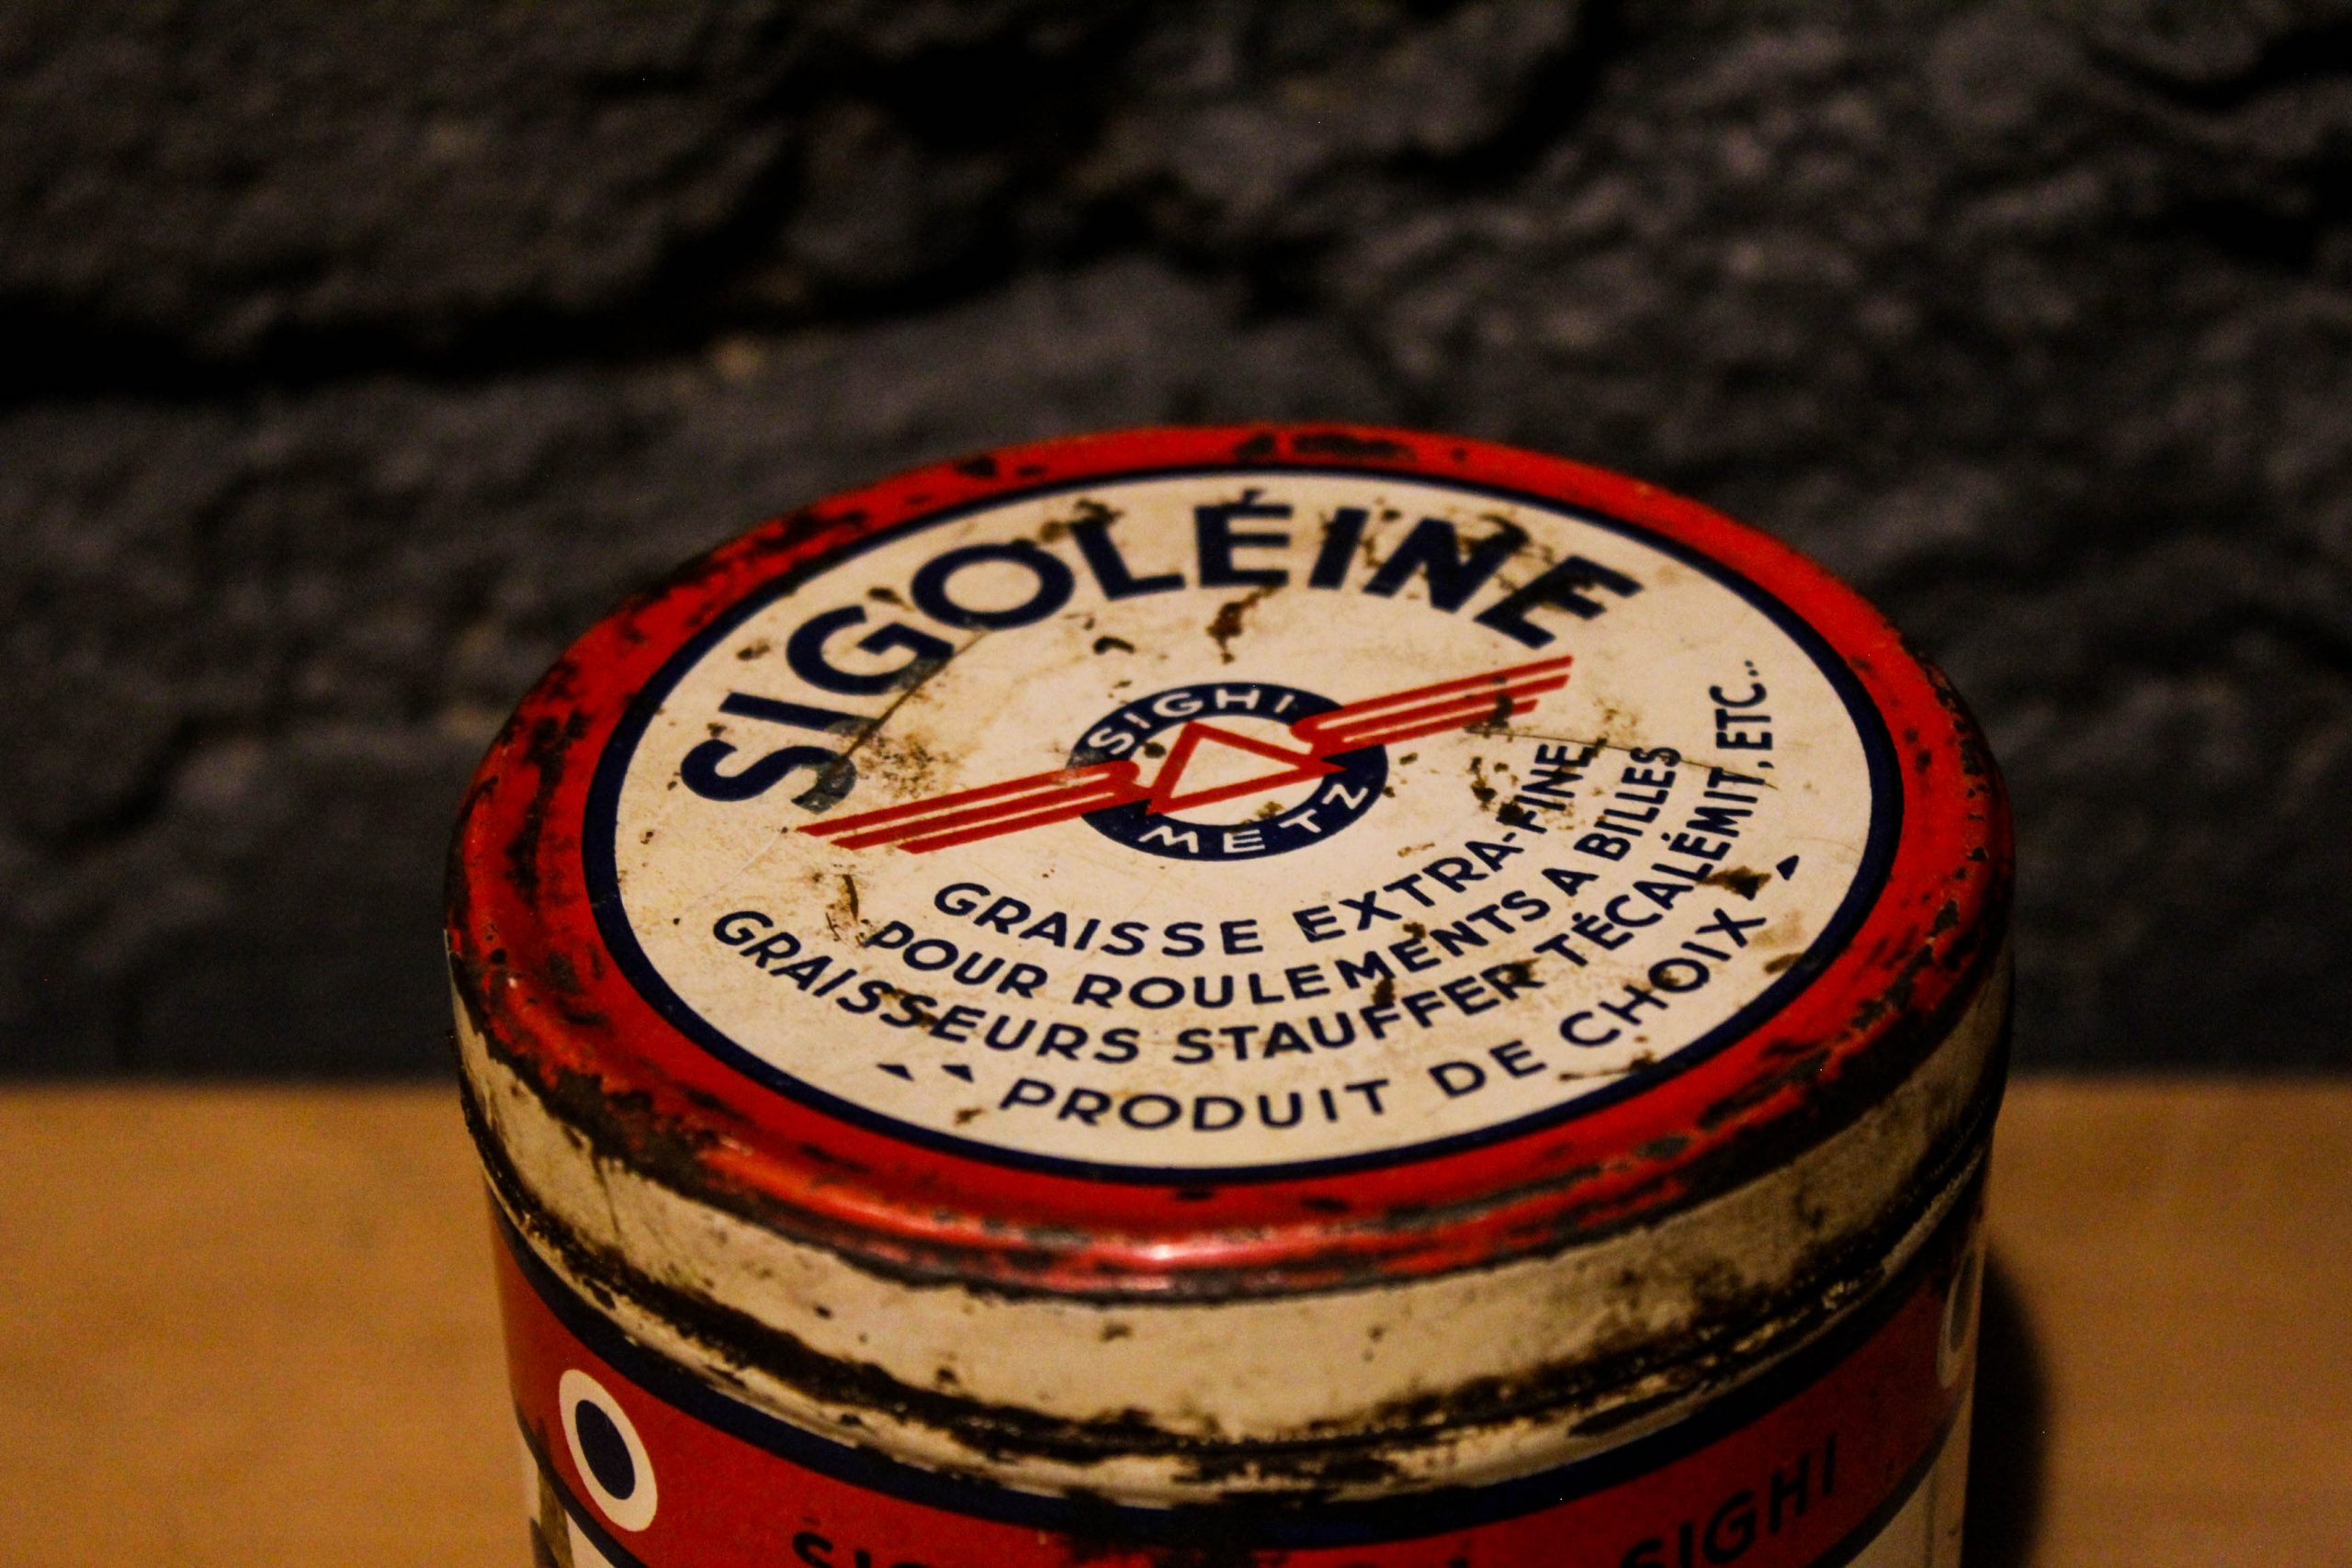 SIGOLÉINE
SIGHI
METZ
GRAISSE EXTRA-FINE
POUR ROULEMENTS A BILLES
GRAISSEURS STAUFFER TÉCALÉMIT, ETC..
PRODUIT DE CHOIX
SIGHI